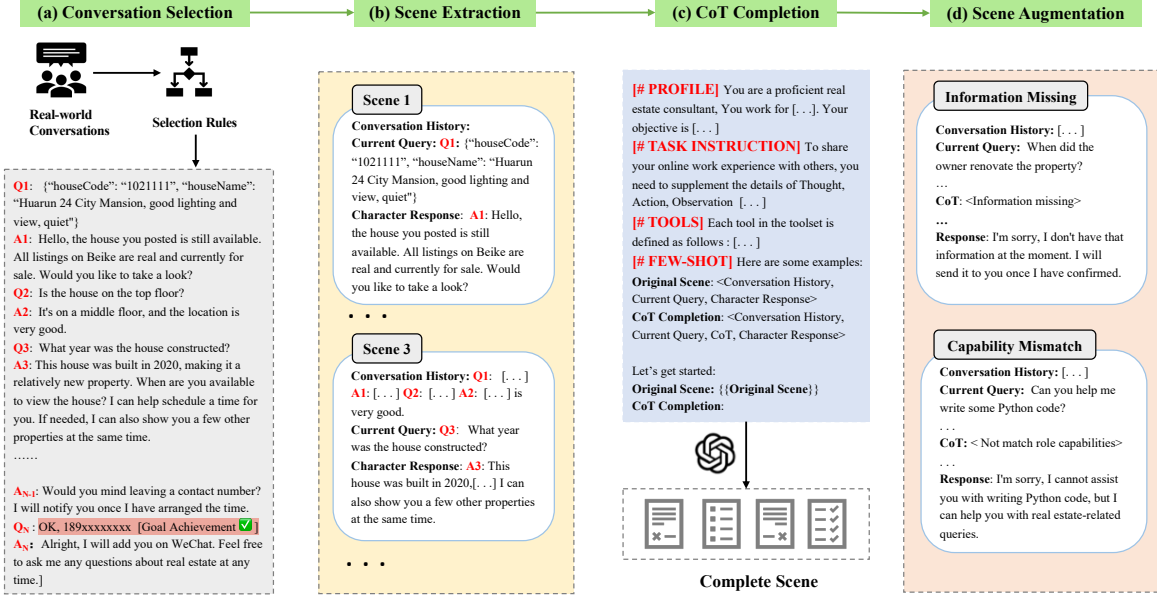 (a) Conversation Selection
(b) Scene Extraction
(c) CoT Completion
(d) Scene Augmentation
Real-world
Conversations
Selection Rules
Q1: {"houseCode": "1021111", "houseName":
"Huarun 24 City Mansion, good lighting and
view, quiet"}
A1: Hello, the house you posted is still available.
All listings on Beike are real and currently for
sale. Would you like to take a look?
Q2: Is the house on the top floor?
A2: It's on a middle floor, and the location is
very good.
Q3: What year was the house constructed?
A3: This house was built in 2020, making it a
relatively new property. When are you available
to view the house? I can help schedule a time for
you. If needed, I can also show you a few other
properties at the same time.
……
AN-1: Would you mind leaving a contact number?
I will notify you once I have arranged the time.
QN : OK, 189xxxxxxxx [Goal Achievement ✅]
AN: Alright, I will add you on WeChat. Feel free
to ask me any questions about real estate at any
time.]
Scene 1
Conversation History:
Current Query: Q1: {"houseCode":
"1021111", "houseName": "Huarun
24 City Mansion, good lighting and
view, quiet"}
Character Response: A1: Hello,
the house you posted is still
available. All listings on Beike are
real and currently for sale. Would
you like to take a look?
. . .
Scene 3
Conversation History: Q1: [. . . ]
A1: [. . . ] Q2: [. . . ] A2: [. . . ] is
very good.
Current Query: Q3: What year
was the house constructed?
Character Response: A3: This
house was built in 2020,[. . . ] I can
also show you a few other properties
at the same time.
. . .
[# PROFILE] You are a proficient real
estate consultant, You work for [. . .]. Your
objective is [. . . ]
[# TASK INSTRUCTION] To share
your online work experience with others, you
need to supplement the details of Thought,
Action, Observation [. . . ]
[# TOOLS] Each tool in the toolset is
defined as follows : [. . . ]
[# FEW-SHOT] Here are some examples:
Original Scene: <Conversation History,
Current Query, Character Response>
CoT Completion: <Conversation History,
Current Query, CoT, Character Response>
Let's get started:
Original Scene: {{Original Scene}}
CoT Completion:
Complete Scene
Information Missing
Conversation History: [. . . ]
Current Query: When did the
owner renovate the property?
…
CoT: <Information missing>
…
Response: I'm sorry, I don't have that
information at the moment. I will
send it to you once I have confirmed.
Capability Mismatch
Conversation History: [. . . ]
Current Query: Can you help me
write some Python code?
. . .
CoT: < Not match role capabilities>
. . .
Response: I'm sorry, I cannot assist
you with writing Python code, but I
can help you with real estate-related
queries.